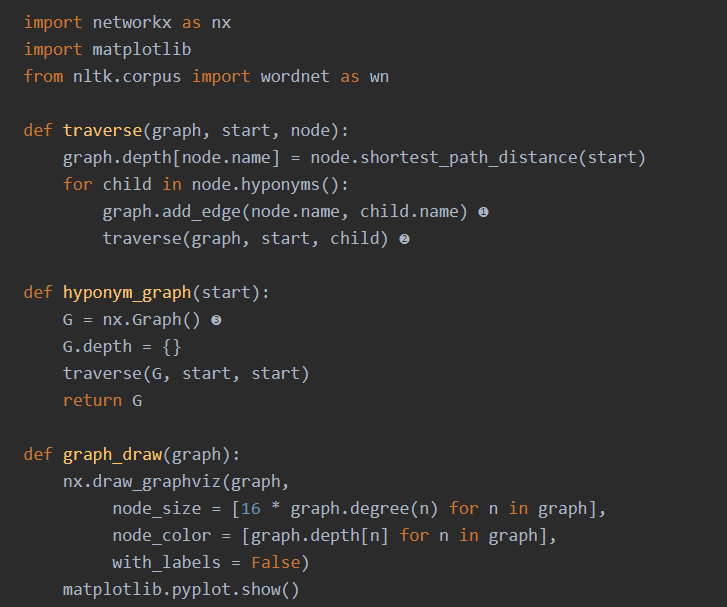 import networkx as nx
import matplotlib
from nltk.corpus import wordnet as wn

def traverse(graph, start, node):
    graph.depth[node.name] = node.shortest_path_distance(start)
    for child in node.hyponyms():
        graph.add_edge(node.name, child.name) ❶
        traverse(graph, start, child) ❷

def hyponym_graph(start):
    G = nx.Graph() ❸
    G.depth = {}
    traverse(G, start, start)
    return G

def graph_draw(graph):
    nx.draw_graphviz(graph,
         node_size = [16 * graph.degree(n) for n in graph],
         node_color = [graph.depth[n] for n in graph],
         with_labels = False)
    matplotlib.pyplot.show()